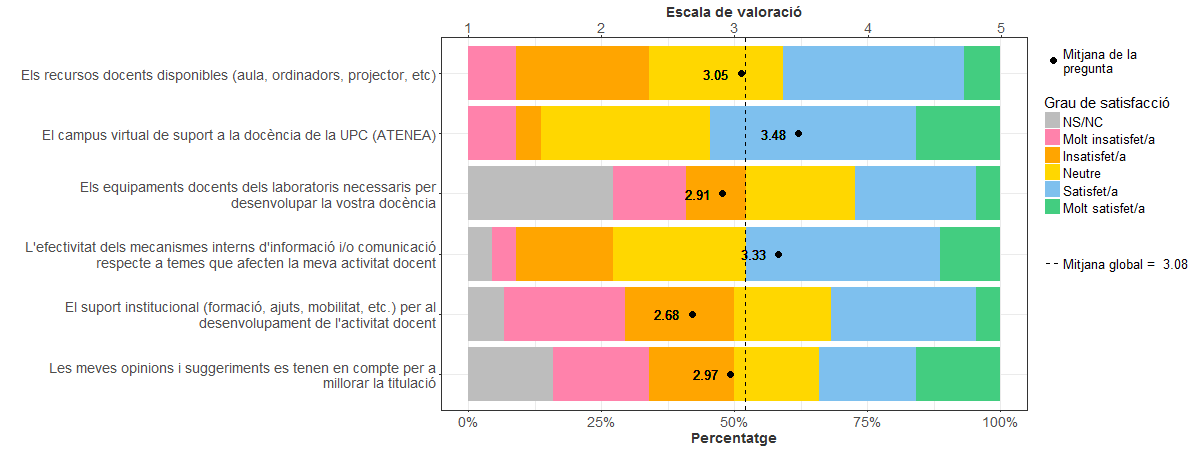 Escala de valoració
1 2 3 4 5
Els recursos docents disponibles (aula, ordinadors, projector, etc)
3.05
El campus virtual de suport a la docència de la UPC (ATENEA)
3.48
Els equipaments docents dels laboratoris necessaris per
desenvolupar la vostra docència
2.91
L'efectivitat dels mecanismes interns d'informació i/o comunicació
respecte a temes que afecten la meva activitat docent
3.33
El suport institucional (formació, ajuts, mobilitat, etc.) per al
desenvolupament de l'activitat docent
2.68
Les meves opinions i suggeriments es tenen en compte per a
millorar la titulació
2.97
0% 25% 50% 75% 100%
Percentatge
Mitjana de la
pregunta
Grau de satisfacció
NS/NC
Molt insatisfet/a
Insatisfet/a
Neutre
Satisfet/a
Molt satisfet/a
Mitjana global = 3.08